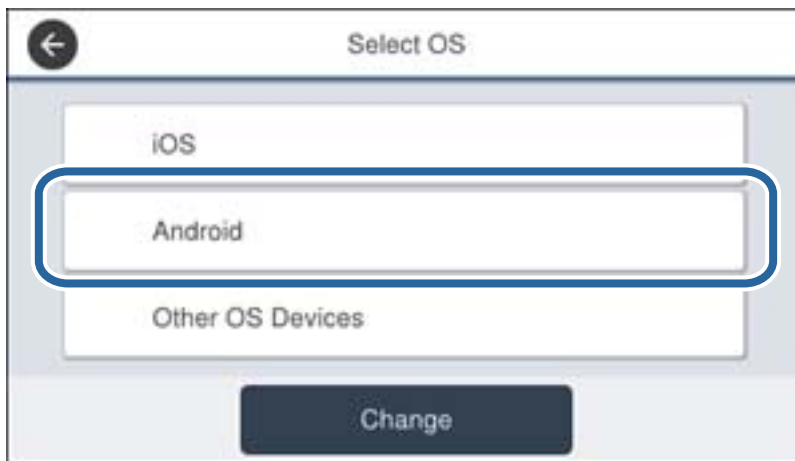 Select OS
iOS
Android
Other OS Devices
Change